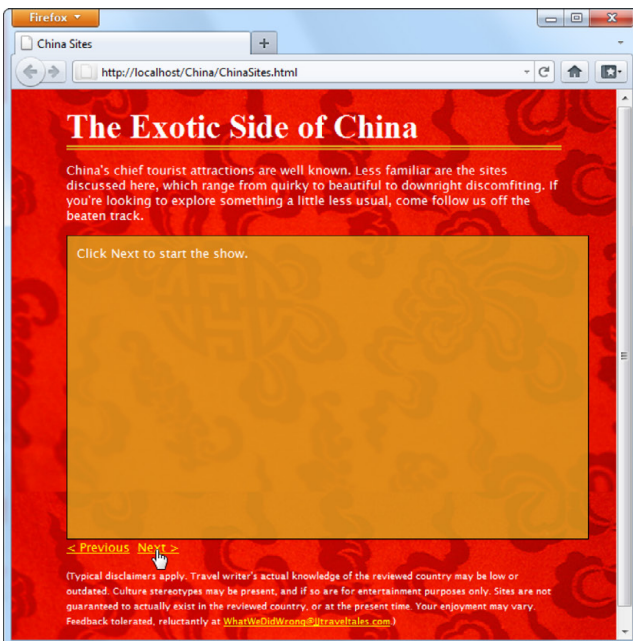 Firefox
China Sites
http://localhost/China/ChinaSites.html
The Exotic Side of China
China's chief tourist attractions are well known. Less familiar are the sites
discussed here, which range from quirky to beautiful to downright discomfiting. If
you're looking to explore something a little less usual, come follow us off the
beaten track.
Click Next to start the show.
< Previous Next >
(Typical disclaimers apply. Travel writer's actual knowledge of the reviewed country may be low or
outdated. Culture stereotypes may be present, and if so are for entertainment purposes only. Sites are not
guaranteed to actually exist in the reviewed country, or at the present time. Your enjoyment may vary.
Feedback tolerated, reluctantly at WhatWeDidWrong@JJtraveltales.com.)